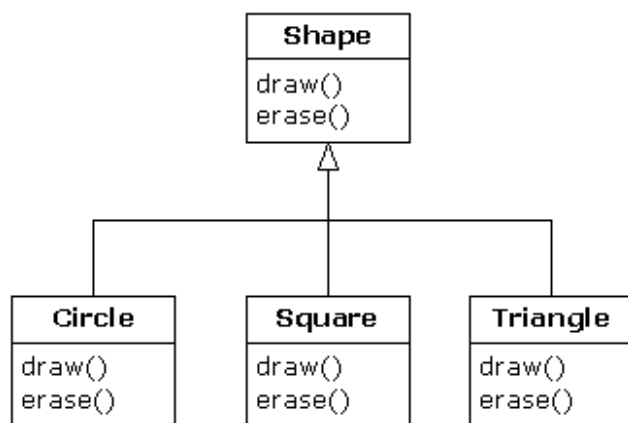 Shape
draw()
erase()
Circle
draw()
erase()
Square
draw()
erase()
Triangle
draw()
erase()